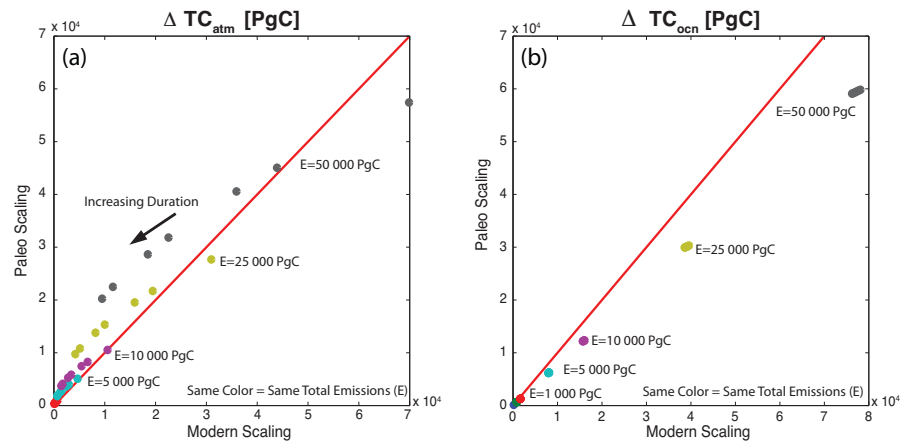 Δ TCatm [PgC]
x 10⁴
(a)
7
6
5
4
3
2
1
0
Paleo Scaling
E=50 000 PgC
Increasing Duration
E=25 000 PgC
E=10 000 PgC
E=5 000 PgC
Same Color = Same Total Emissions (E)
0 1 2 3 4 5 6 7
x 10⁴
Modern Scaling
Δ TCocn [PgC]
x 10⁴
(b)
7
6
5
4
3
2
1
0
Paleo Scaling
E=50 000 PgC
E=25 000 PgC
E=10 000 PgC
E=5 000 PgC
E=1 000 PgC
Same Color = Same Total Emissions (E)
0 1 2 3 4 5 6 7 8
x 10⁴
Modern Scaling